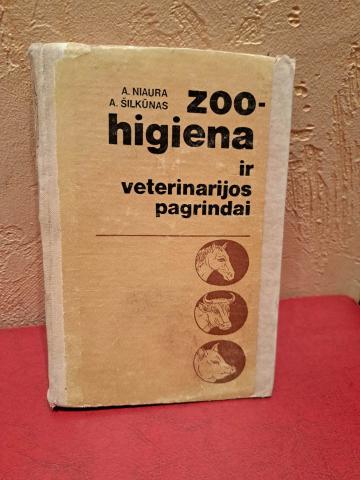 A. NIAURA
A. ŠILKŪNAS
zoo-
higiena
ir
veterinarijos
pagrindai